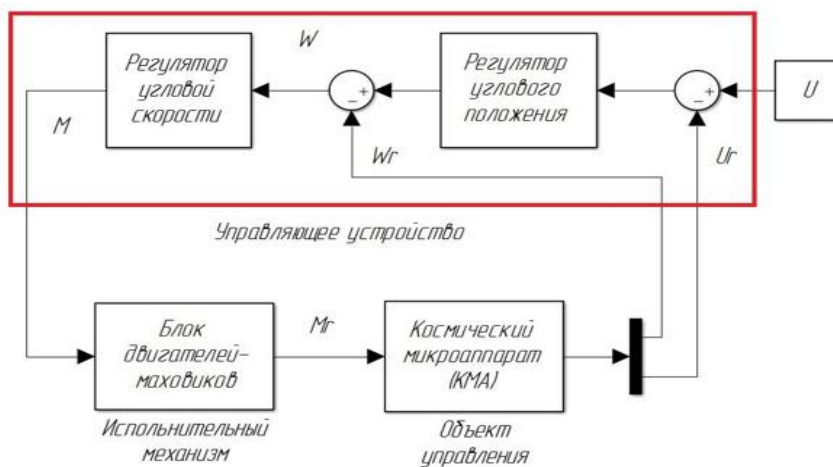 W
Регулятор
угловой
скорости
Регулятор
углового
положения
U
M
Wr
Ur
Управляющее устройство
Блок
двигателей-
маховиков
Mr
Космический
микроаппарат
(КМА)
Испольнительный
механизм
Объект
управления